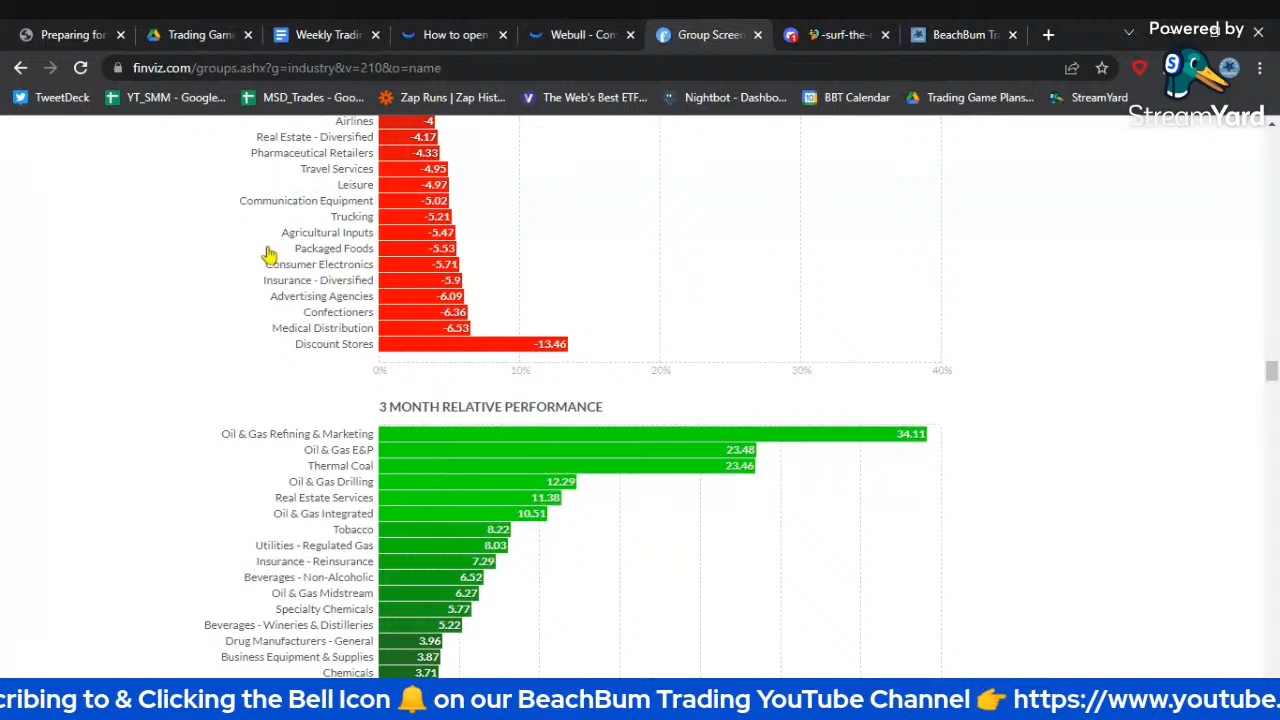 Powered by
StreamYard
Preparing for
Trading Gam
Weekly Tradin
How to open
Webull - Com
Group Screen
-surf-the-
BeachBum Tra
finviz.com/groups.ashx?g=industry&v=210&o=name
TweetDeck
YT_SMM - Google...
MSD_Trades - Goo...
Zap Runs | Zap Hist...
The Web's Best ETF...
Nightbot - Dashbo...
BBT Calendar
Trading Game Plans...
StreamYard
Airlines -4
Real Estate - Diversified -4.17
Pharmaceutical Retailers -4.33
Travel Services -4.95
Leisure -4.97
Communication Equipment -5.02
Trucking -5.21
Agricultural Inputs -5.47
Packaged Foods -5.53
Consumer Electronics -5.71
Insurance - Diversified -5.9
Advertising Agencies -6.09
Confectioners -6.36
Medical Distribution -6.53
Discount Stores -13.46
0% 10% 20% 30% 40%
3 MONTH RELATIVE PERFORMANCE
Oil & Gas Refining & Marketing 34.11
Oil & Gas E&P 23.48
Thermal Coal 23.46
Oil & Gas Drilling 12.29
Real Estate Services 11.38
Oil & Gas Integrated 10.51
Tobacco 8.22
Utilities - Regulated Gas 8.03
Insurance - Reinsurance 7.29
Beverages - Non-Alcoholic 6.52
Oil & Gas Midstream 6.27
Specialty Chemicals 5.77
Beverages - Wineries & Distilleries 5.22
Drug Manufacturers - General 3.96
Business Equipment & Supplies 3.87
Chemicals 3.71
cribing to & Clicking the Bell Icon 🔔 on our BeachBum Trading YouTube Channel 👉 https://www.youtube.